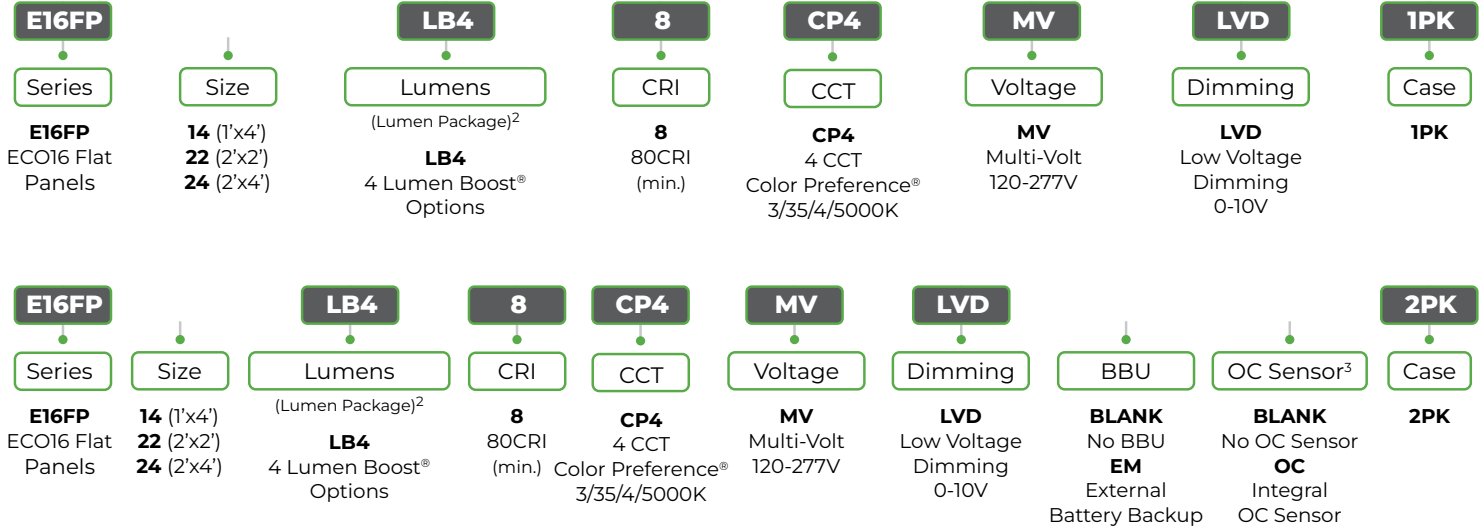 E16FP LB4 8 CP4 MV LVD 1PK
Series Size Lumens CRI CCT Voltage Dimming Case
E16FP 14 (1'x4') (Lumen Package)2 8 CP4 MV LVD 1PK
ECO16 Flat 22 (2'x2') LB4 80CRI 4 CCT Multi-Volt Low Voltage
Panels 24 (2'x4') 4 Lumen Boost® (min.) Color Preference® 120-277V Dimming
Options 3/35/4/5000K 0-10V
E16FP LB4 8 CP4 MV LVD 2PK
Series Size Lumens CRI CCT Voltage Dimming BBU OC Sensor3 Case
E16FP 14 (1'x4') (Lumen Package)2 8 CP4 MV LVD BLANK BLANK 2PK
ECO16 Flat 22 (2'x2') LB4 80CRI 4 CCT Multi-Volt Low Voltage No BBU No OC Sensor
Panels 24 (2'x4') 4 Lumen Boost® (min.) Color Preference® 120-277V Dimming EM OC
Options 3/35/4/5000K 0-10V External Integral
Battery Backup OC Sensor